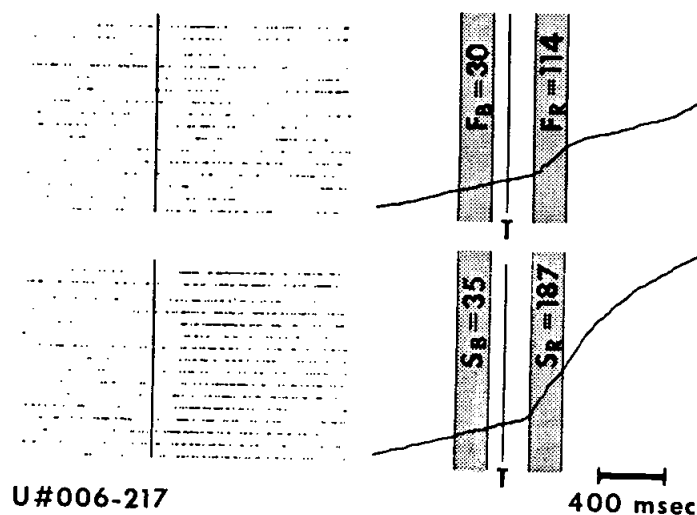 F_B=30
F_R=114
T
S_B=35
S_R=187
T
U#006-217
400 msec